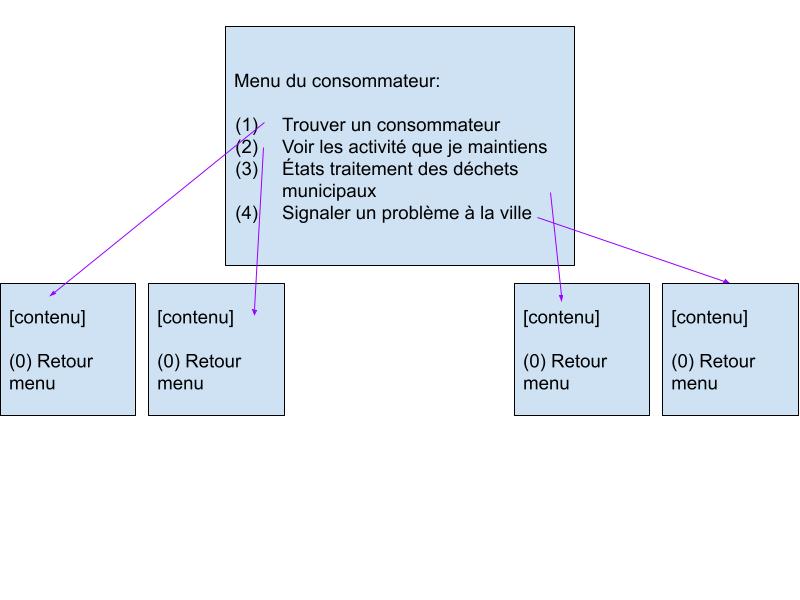 Menu du consommateur:
(1) Trouver un consommateur
(2) Voir les activité que je maintiens
(3) États traitement des déchets
municipaux
(4) Signaler un problème à la ville
[contenu]
(0) Retour
menu
[contenu]
(0) Retour
menu
[contenu]
(0) Retour
menu
[contenu]
(0) Retour
menu